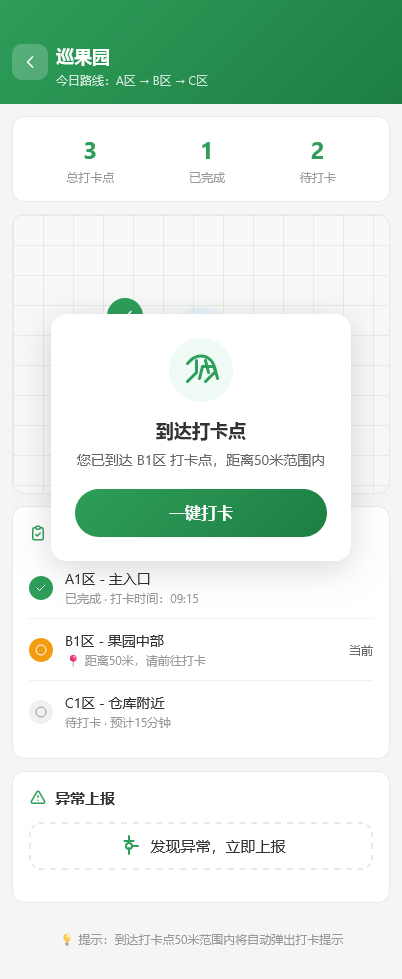 巡果园
今日路线：A区 → B区 → C区
3
总打卡点
1
已完成
2
待打卡
到达打卡点
您已到达 B1区 打卡点，距离50米范围内
一键打卡
A1区 - 主入口
已完成 · 打卡时间：09:15
B1区 - 果园中部
📍 距离50米，请前往打卡
当前
C1区 - 仓库附近
待打卡 · 预计15分钟
异常上报
发现异常，立即上报
💡 提示：到达打卡点50米范围内将自动弹出打卡提示